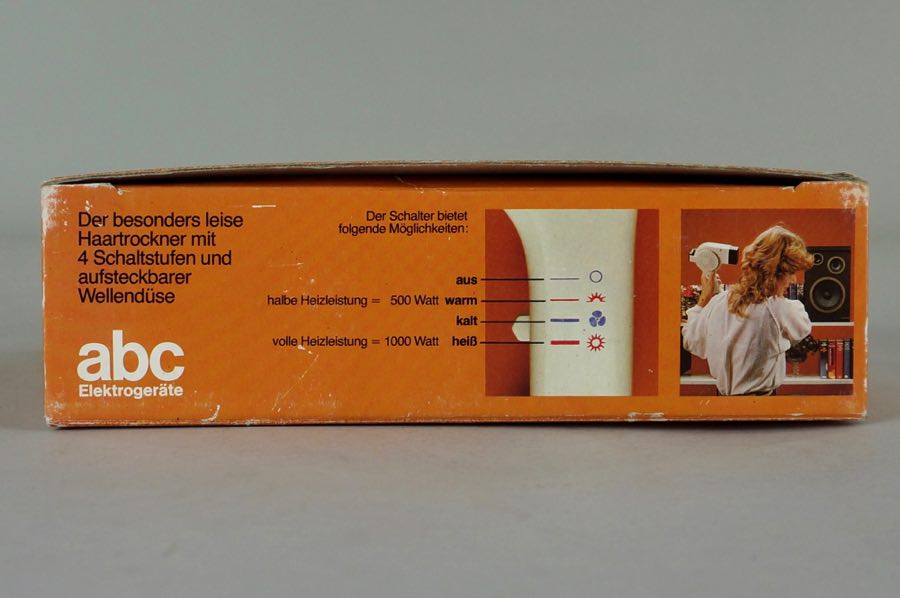 Der besonders leise
Haartrockner mit
4 Schaltstufen und
aufsteckbarer
Wellendüse
abc
Elektrogeräte
Der Schalter bietet
folgende Möglichkeiten:
aus
halbe Heizleistung = 500 Watt warm
kalt
volle Heizleistung = 1000 Watt heiß